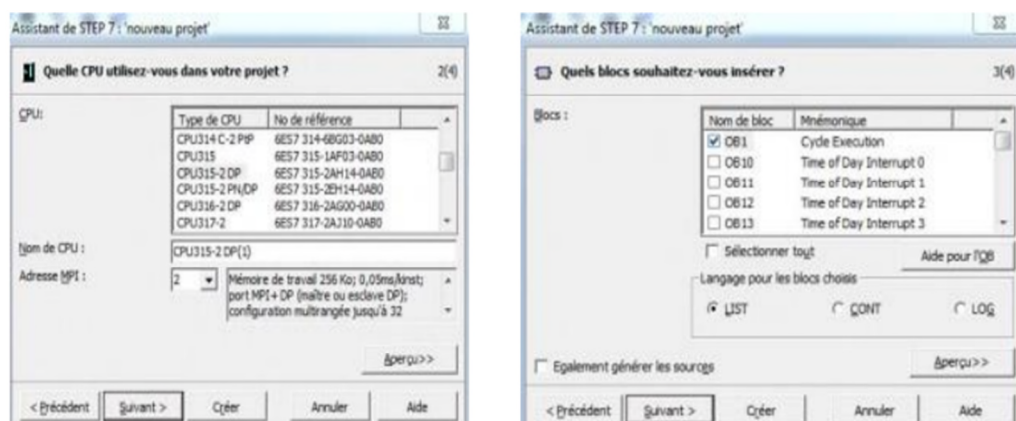 Assistant de STEP 7 : 'nouveau projet'
Quelle CPU utilisez-vous dans votre projet ? 2(4)
CPU:
Type de CPU No de référence
CPU314 C-2 PtP 6ES7 314-6BG03-0AB0
CPU315 6ES7 315-1AF03-0AB0
CPU315-2 DP 6ES7 315-2AH14-0AB0
CPU315-2 PN/DP 6ES7 315-2EH14-0AB0
CPU316-2 DP 6ES7 316-2AG00-0AB0
CPU317-2 6ES7 317-2AJ10-0AB0
Nom de CPU :
CPU315-2 DP(1)
Adresse MPI :
2
Mémoire de travail 256 Ko; 0,05ms/kinst;
port MPI+ DP (maître ou esclave DP);
configuration multirangée jusqu'à 32
Aperçu>>
< Précédent Suivant > Créer Annuler Aide
Assistant de STEP 7 : 'nouveau projet'
Quels blocs souhaitez-vous insérer ? 3(4)
Blocs :
Nom de bloc Mnémonique
OB1 Cycle Execution
OB10 Time of Day Interrupt 0
OB11 Time of Day Interrupt 1
OB12 Time of Day Interrupt 2
OB13 Time of Day Interrupt 3
Sélectionner tout Aide pour l'OB
Langage pour les blocs choisis
LIST CONT LOG
Egalement générer les sources Aperçu>>
< Précédent Suivant > Créer Annuler Aide